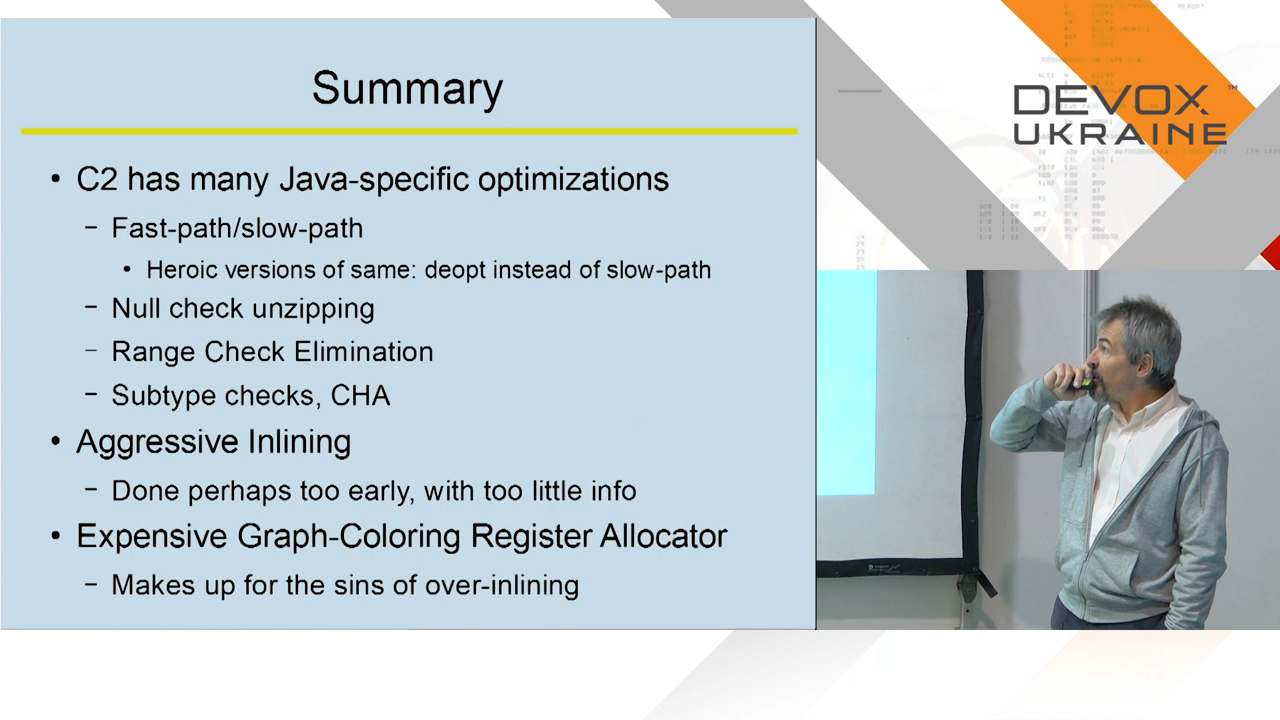 Summary
• C2 has many Java-specific optimizations
– Fast-path/slow-path
• Heroic versions of same: deopt instead of slow-path
– Null check unzipping
– Range Check Elimination
– Subtype checks, CHA
• Aggressive Inlining
– Done perhaps too early, with too little info
• Expensive Graph-Coloring Register Allocator
– Makes up for the sins of over-inlining
DEVOXX™
UKRAINE